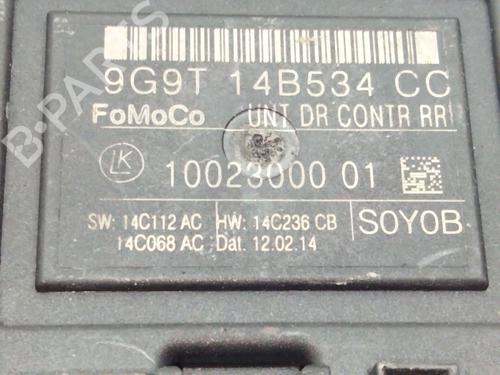 9G9T 14B534 CC
FoMoCo UNT DR CONTR RR
LK
10023000 01
SW: 14C112 AC HW: 14C236 CB
14C068 AC Dat. 12.02.14
S0Y0B
B-PARTS